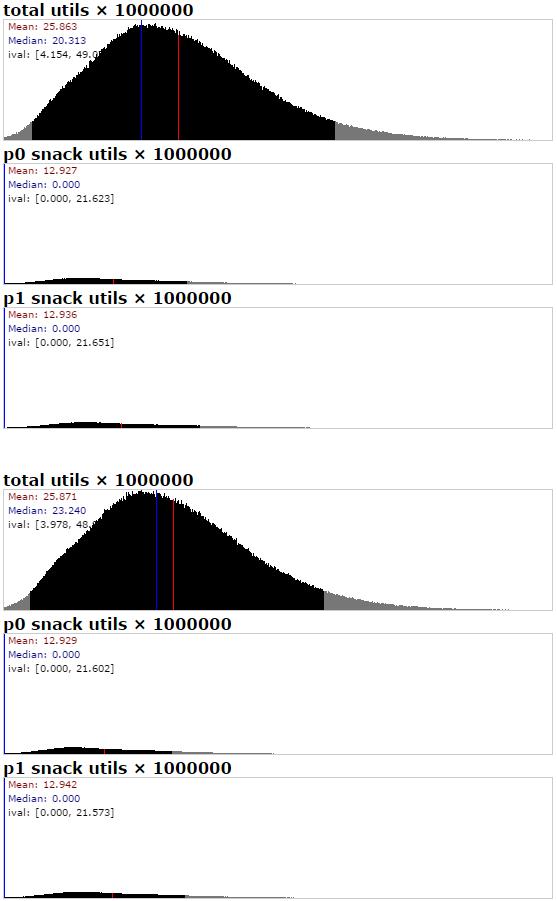 total utils × 1000000
Mean: 25.863
Median: 20.313
ival: [4.154, 49.0
p0 snack utils × 1000000
Mean: 12.927
Median: 0.000
ival: [0.000, 21.623]
p1 snack utils × 1000000
Mean: 12.936
Median: 0.000
ival: [0.000, 21.651]
total utils × 1000000
Mean: 25.871
Median: 23.240
ival: [3.978, 48.
p0 snack utils × 1000000
Mean: 12.929
Median: 0.000
ival: [0.000, 21.602]
p1 snack utils × 1000000
Mean: 12.942
Median: 0.000
ival: [0.000, 21.573]